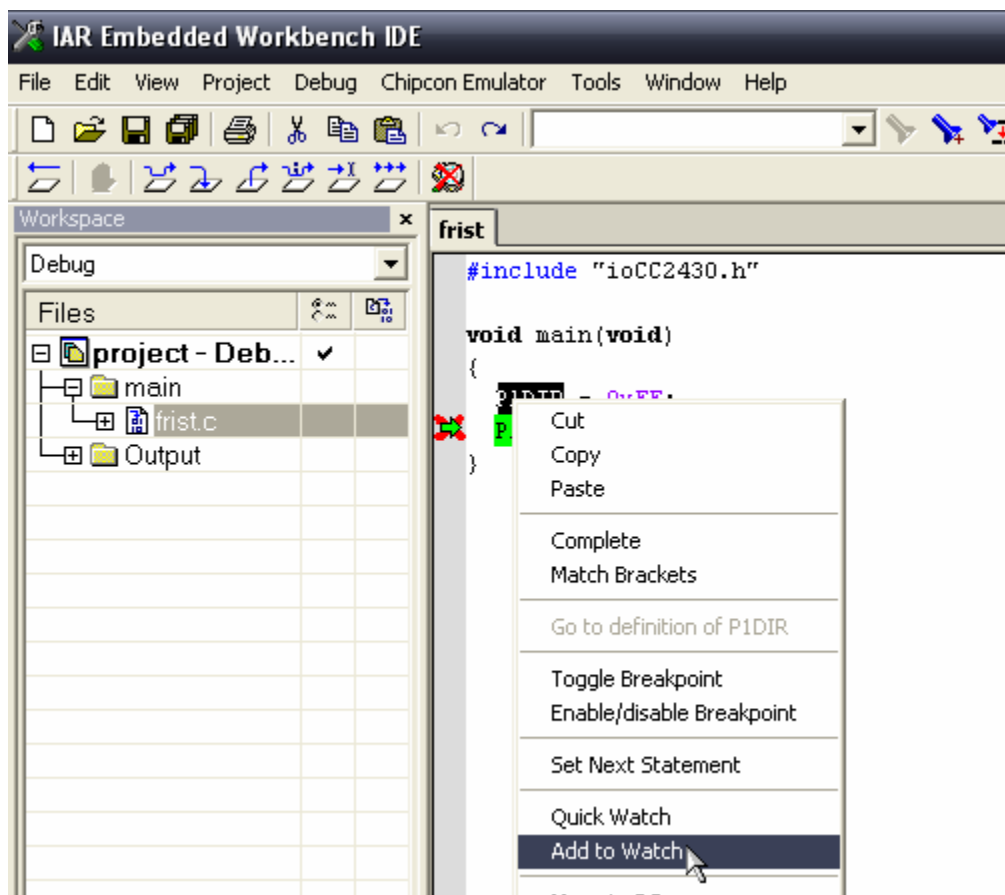 IAR Embedded Workbench IDE
File Edit View Project Debug Chipcon Emulator Tools Window Help
Workspace
Debug
Files
project - Deb...
main
frist.c
Output
frist
#include "ioCC2430.h"
void main(void)
{
P1DIR = 0xFF;
}
Cut
Copy
Paste
Complete
Match Brackets
Go to definition of P1DIR
Toggle Breakpoint
Enable/disable Breakpoint
Set Next Statement
Quick Watch
Add to Watch